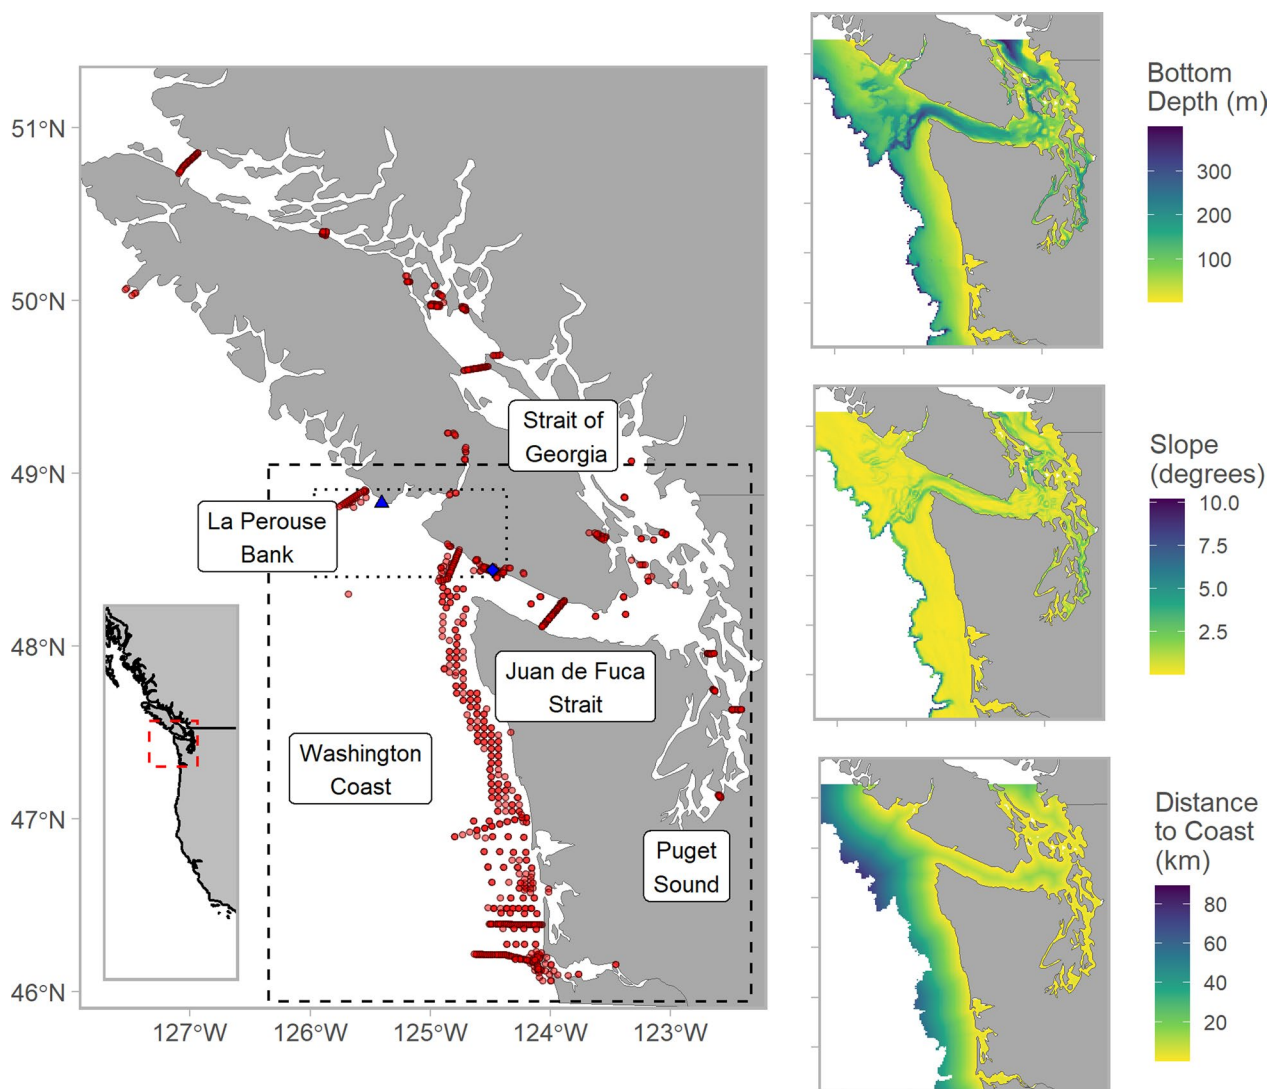 51°N
50°N
49°N
48°N
47°N
46°N
127°W
126°W
125°W
124°W
123°W
Strait of
Georgia
La Perouse
Bank
Juan de Fuca
Strait
Washington
Coast
Puget
Sound
Bottom
Depth (m)
300
200
100
Slope
(degrees)
10.0
7.5
5.0
2.5
Distance
to Coast
(km)
80
60
40
20